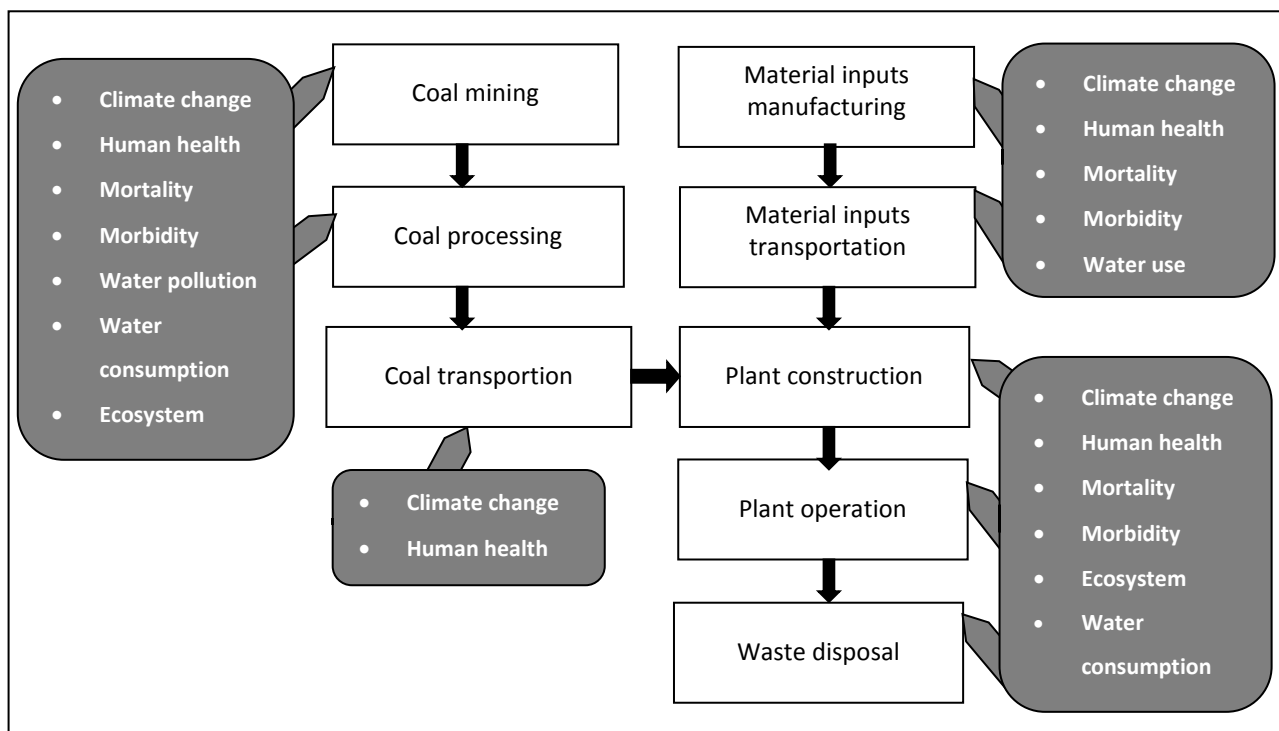 • Climate change
• Human health
• Mortality
• Morbidity
• Water pollution
• Water
consumption
• Ecosystem
Coal mining
Coal processing
Coal transportion
• Climate change
• Human health
Material inputs
manufacturing
Material inputs
transportation
Plant construction
Plant operation
Waste disposal
• Climate change
• Human health
• Mortality
• Morbidity
• Water use
• Climate change
• Human health
• Mortality
• Morbidity
• Ecosystem
• Water
consumption